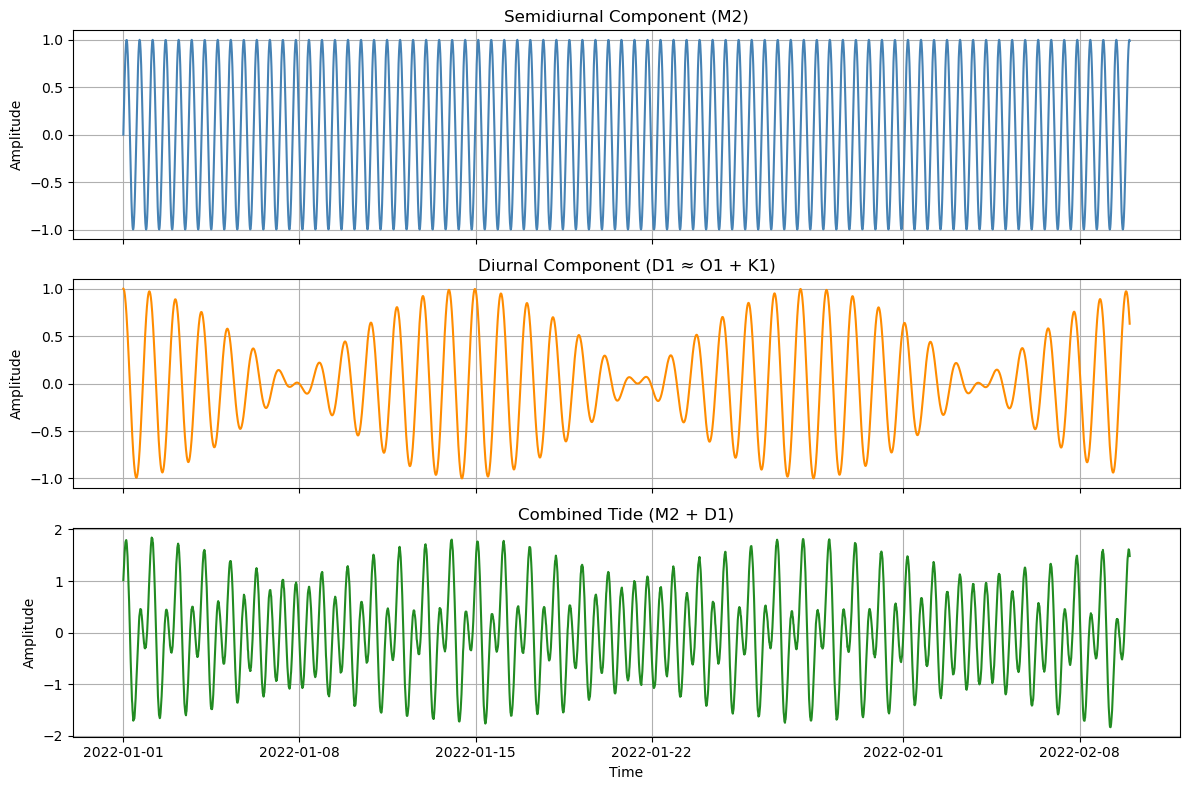 Semidiurnal Component (M2)
1.0
0.5
0.0
−0.5
−1.0
Amplitude
Diurnal Component (D1 ≈ O1 + K1)
1.0
0.5
0.0
−0.5
−1.0
Amplitude
Combined Tide (M2 + D1)
2
1
0
−1
−2
Amplitude
2022-01-01 2022-01-08 2022-01-15 2022-01-22 2022-02-01 2022-02-08
Time